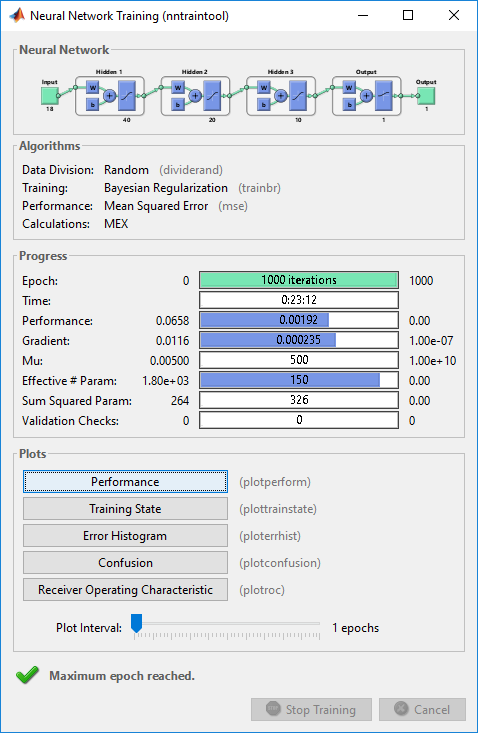 Neural Network Training (nntraintool)
Neural Network
Hidden 1 Hidden 2 Hidden 3 Output
Input Output
W W W W
b b b b
18 40 20 10 1 1
Algorithms
Data Division: Random (dividerand)
Training: Bayesian Regularization (trainbr)
Performance: Mean Squared Error (mse)
Calculations: MEX
Progress
Epoch: 0 1000 iterations 1000
Time: 0:23:12
Performance: 0.0658 0.00192 0.00
Gradient: 0.0116 0.000235 1.00e-07
Mu: 0.00500 500 1.00e+10
Effective # Param: 1.80e+03 150 0.00
Sum Squared Param: 264 326 0.00
Validation Checks: 0 0 0
Plots
Performance (plotperform)
Training State (plottrainstate)
Error Histogram (ploterrhist)
Confusion (plotconfusion)
Receiver Operating Characteristic (plotroc)
Plot Interval: 1 epochs
Maximum epoch reached.
Stop Training Cancel